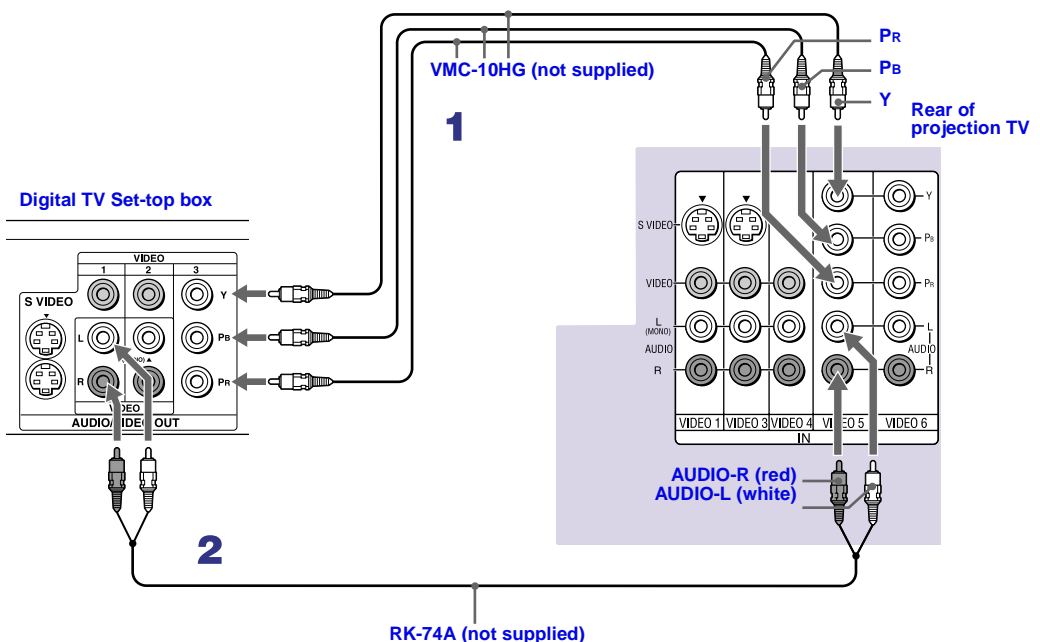 PR
VMC-10HG (not supplied)
PB
1
Y
Rear of
projection TV
Digital TV Set-top box
VIDEO
1 2 3
S VIDEO
Y
L
PB
R
PR
AUDIO/VIDEO OUT
S VIDEO
Y
PB
VIDEO
PR
L
(MONO)
AUDIO
R
L
AUDIO
R
VIDEO 1 VIDEO 3 VIDEO 4 VIDEO 5 VIDEO 6
IN
AUDIO-R (red)
AUDIO-L (white)
2
RK-74A (not supplied)